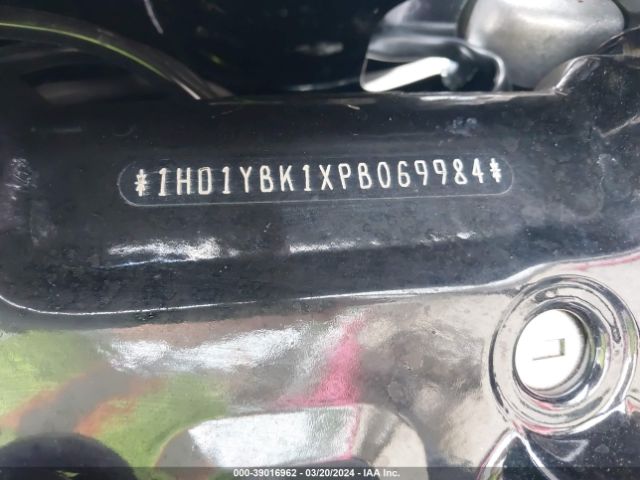 *1HD1YBK1XPB069984*
000-39016962 - 03/20/2024 - IAA Inc.